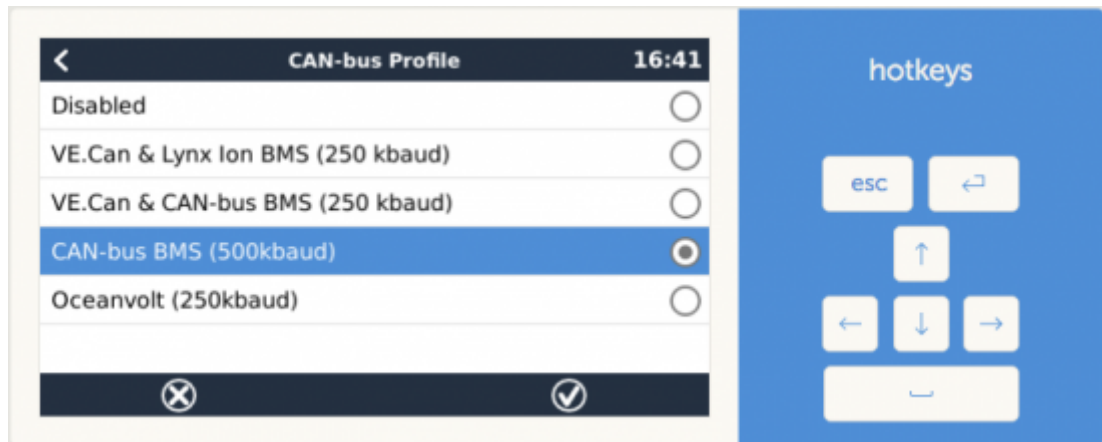 CAN-bus Profile 16:41
Disabled
VE.Can & Lynx Ion BMS (250 kbaud)
VE.Can & CAN-bus BMS (250 kbaud)
CAN-bus BMS (500kbaud)
Oceanvolt (250kbaud)
hotkeys
esc